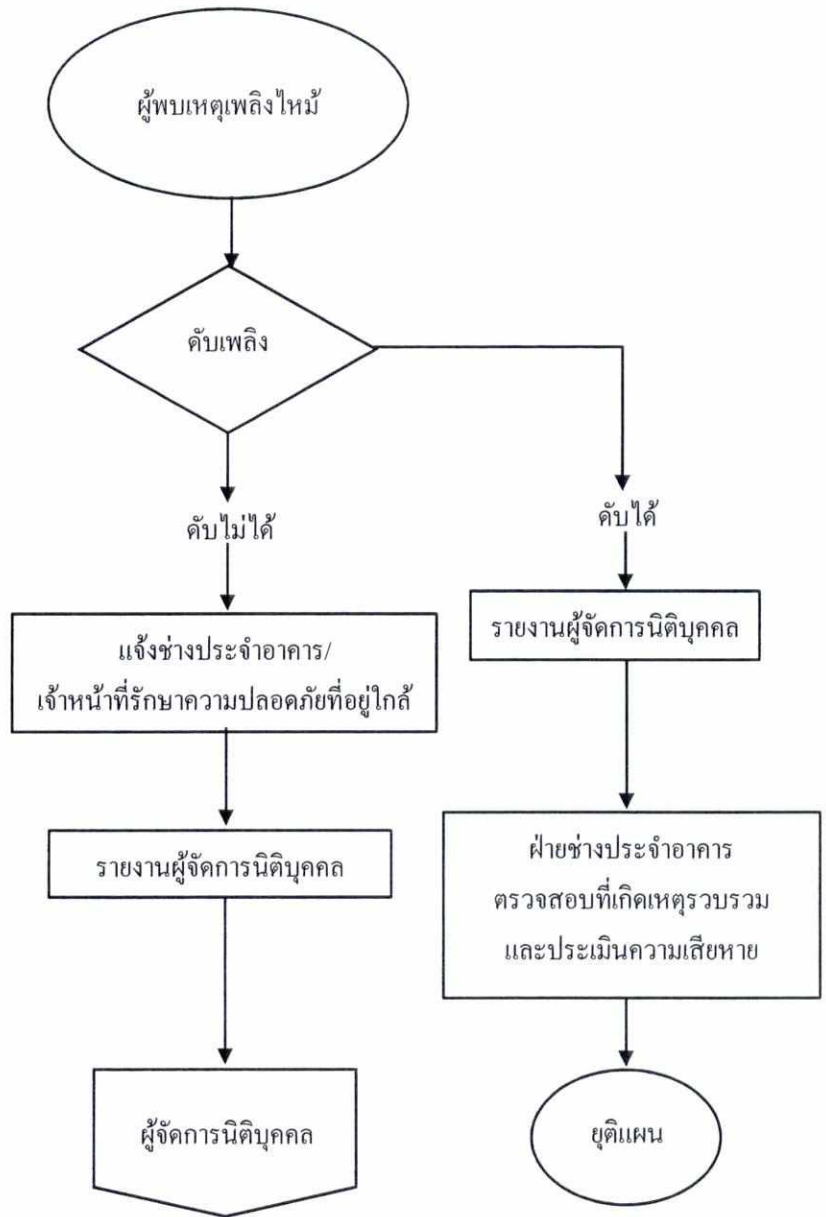 ผู้พบเหตุเพลิงไหม้
ดับเพลิง
ดับไม่ได้
ดับได้
แจ้งช่างประจำอาคาร/
เจ้าหน้าที่รักษาความปลอดภัยที่อยู่ใกล้
รายงานผู้จัดการนิติบุคคล
รายงานผู้จัดการนิติบุคคล
ฝ่ายช่างประจำอาคาร
ตรวจสอบที่เกิดเหตุรวบรวม
และประเมินความเสียหาย
ผู้จัดการนิติบุคคล
ยุติแผน